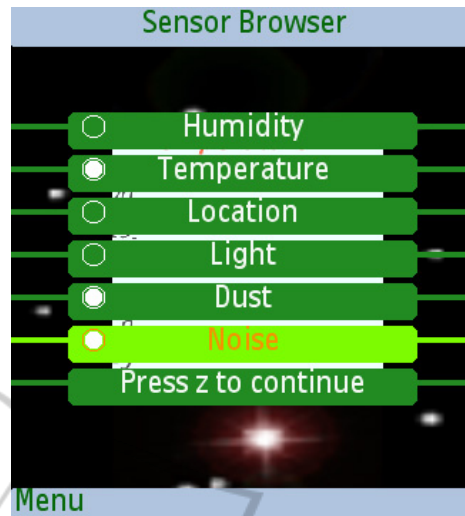 Sensor Browser
Humidity
Temperature
Location
Light
Dust
Noise
Press z to continue
Menu